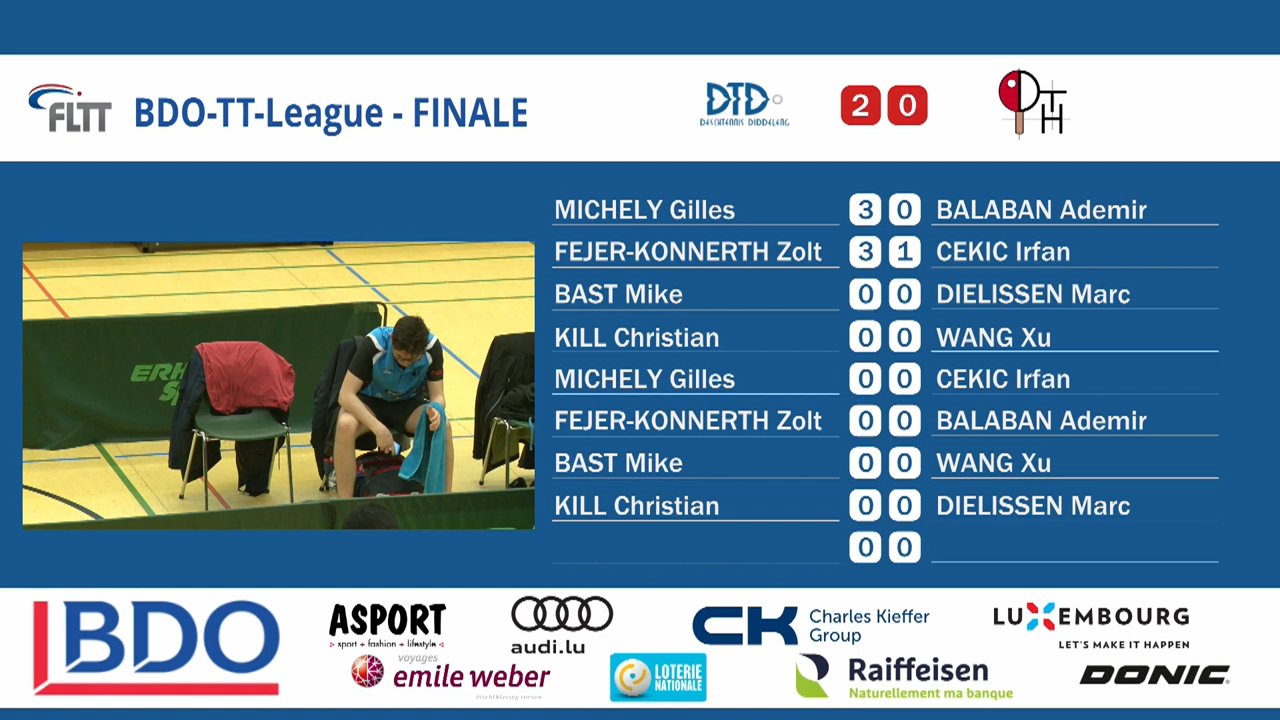 FLTT BDO-TT-League - FINALE
DTD
DËSCHTENNIS DIDDELENG
2 0
DTH
MICHELY Gilles 3 0 BALABAN Ademir
FEJER-KONNERTH Zolt 3 1 CEKIC Irfan
BAST Mike 0 0 DIELISSEN Marc
KILL Christian 0 0 WANG Xu
MICHELY Gilles 0 0 CEKIC Irfan
FEJER-KONNERTH Zolt 0 0 BALABAN Ademir
BAST Mike 0 0 WANG Xu
KILL Christian 0 0 DIELISSEN Marc
0 0
BDO
ASPORT
sport + fashion + lifestyle
audi.lu
CK Charles Kieffer
Group
LUXEMBOURG
LET'S MAKE IT HAPPEN
voyages
emile weber
LOTERIE
NATIONALE
Raiffeisen
Naturellement ma banque
DONIC